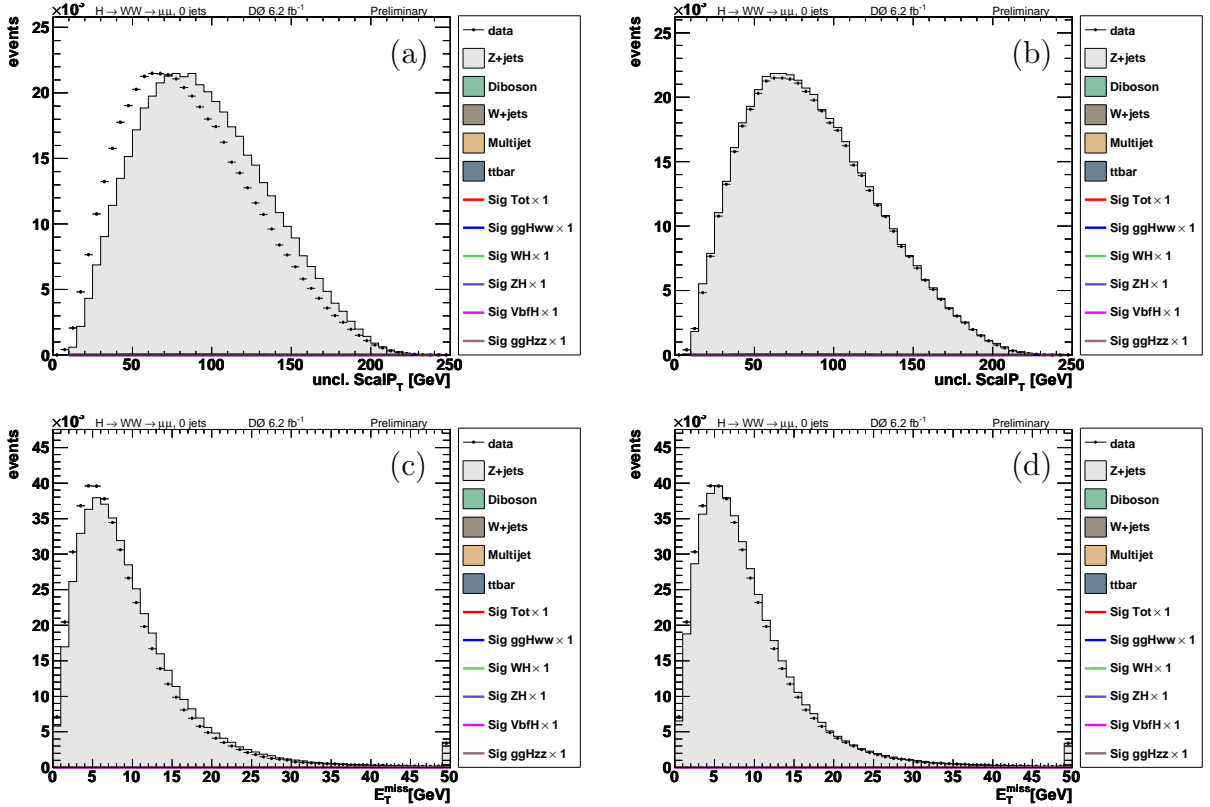 ×10³ H → WW → μμ, 0 jets DØ 6.2 fb⁻¹ Preliminary
events
25
20
15
10
5
0
0 50 100 150 200 250
uncl. ScalP_T [GeV]
(a)
data
Z+jets
Diboson
W+jets
Multijet
ttbar
Sig Tot × 1
Sig ggHww × 1
Sig WH × 1
Sig ZH × 1
Sig VbfH × 1
Sig ggHzz × 1
×10³ H → WW → μμ, 0 jets DØ 6.2 fb⁻¹ Preliminary
events
25
20
15
10
5
0
0 50 100 150 200 250
uncl. ScalP_T [GeV]
(b)
data
Z+jets
Diboson
W+jets
Multijet
ttbar
Sig Tot × 1
Sig ggHww × 1
Sig WH × 1
Sig ZH × 1
Sig VbfH × 1
Sig ggHzz × 1
×10³ H → WW → μμ, 0 jets DØ 6.2 fb⁻¹ Preliminary
events
45
40
35
30
25
20
15
10
5
0
0 5 10 15 20 25 30 35 40 45 50
E_T^miss [GeV]
(c)
data
Z+jets
Diboson
W+jets
Multijet
ttbar
Sig Tot × 1
Sig ggHww × 1
Sig WH × 1
Sig ZH × 1
Sig VbfH × 1
Sig ggHzz × 1
×10³ H → WW → μμ, 0 jets DØ 6.2 fb⁻¹ Preliminary
events
45
40
35
30
25
20
15
10
5
0
0 5 10 15 20 25 30 35 40 45 50
E_T^miss [GeV]
(d)
data
Z+jets
Diboson
W+jets
Multijet
ttbar
Sig Tot × 1
Sig ggHww × 1
Sig WH × 1
Sig ZH × 1
Sig VbfH × 1
Sig ggHzz × 1